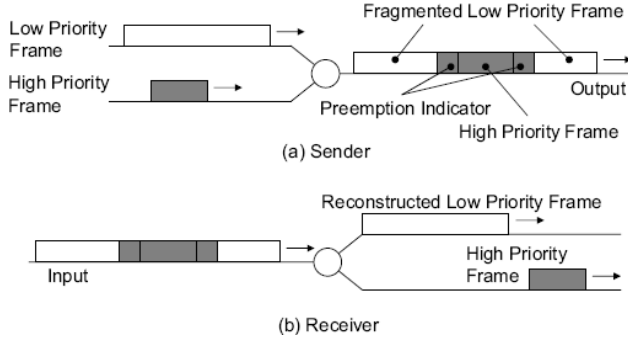 Low Priority
Frame
High Priority
Frame
Fragmented Low Priority Frame
Preemption Indicator
Output
High Priority Frame
(a) Sender
Reconstructed Low Priority Frame
Input
High Priority
Frame
(b) Receiver